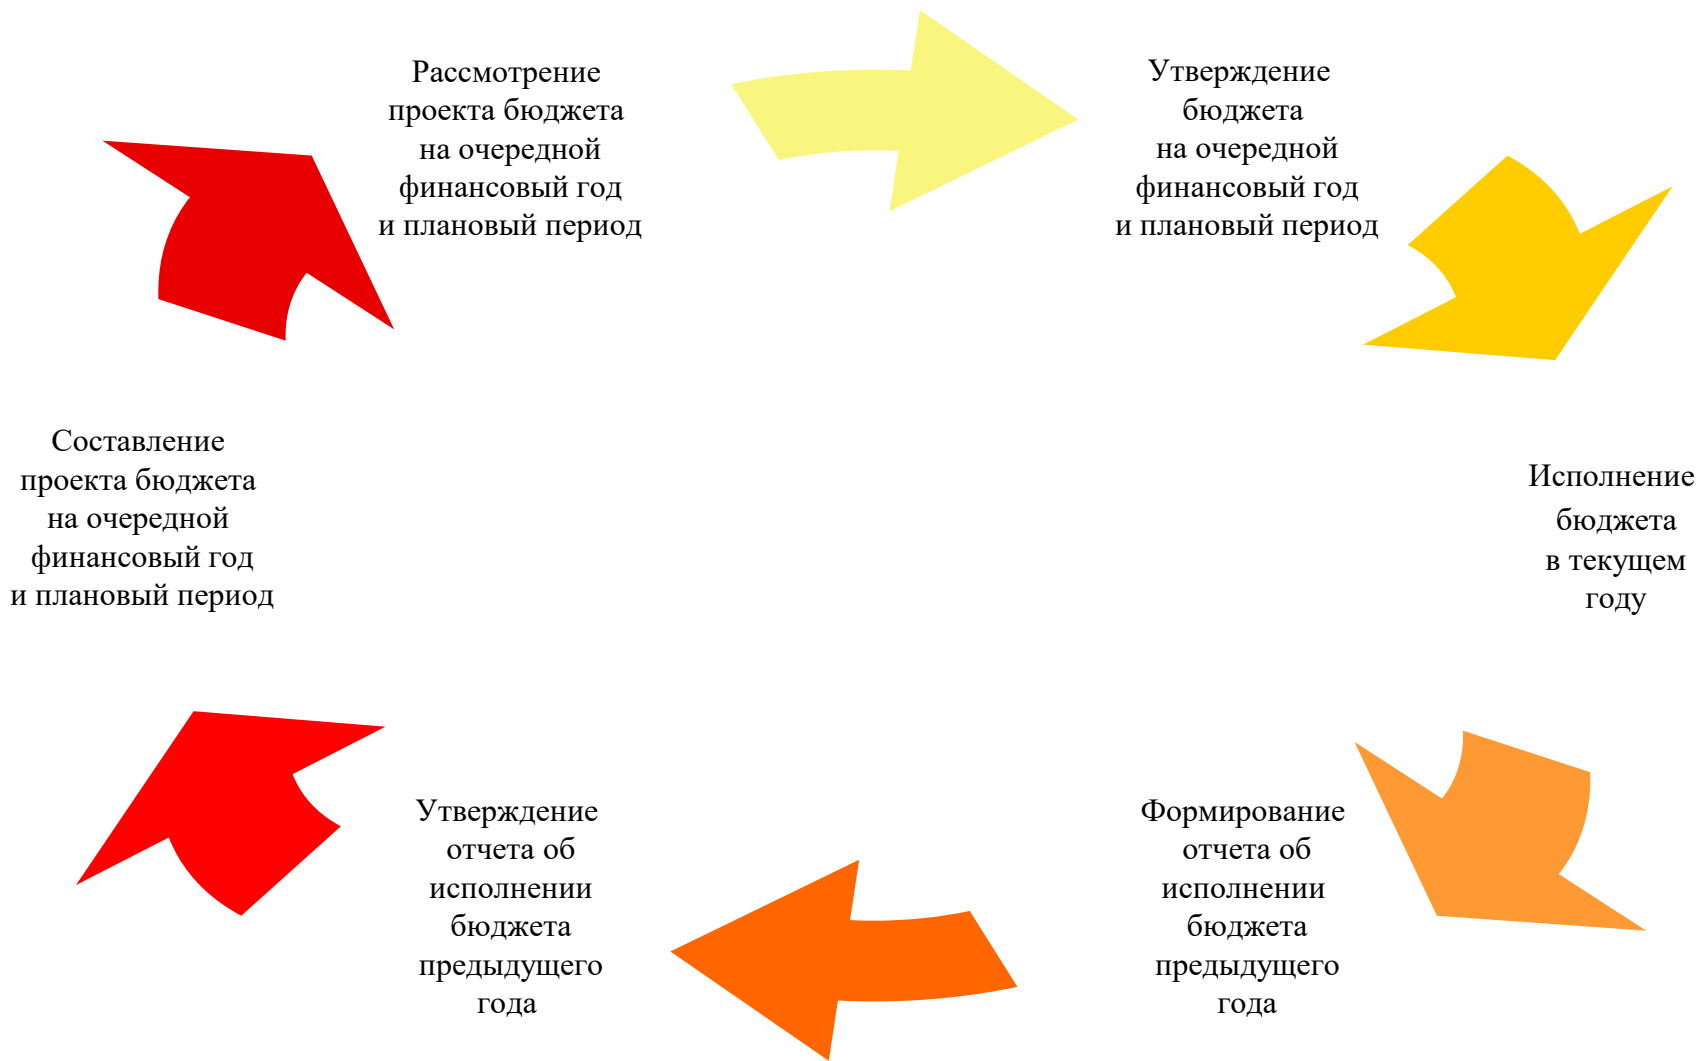 Рассмотрение
проекта бюджета
на очередной
финансовый год
и плановый период
Утверждение
бюджета
на очередной
финансовый год
и плановый период
Исполнение
бюджета
в текущем
году
Формирование
отчета об
исполнении
бюджета
предыдущего
года
Утверждение
отчета об
исполнении
бюджета
предыдущего
года
Составление
проекта бюджета
на очередной
финансовый год
и плановый период